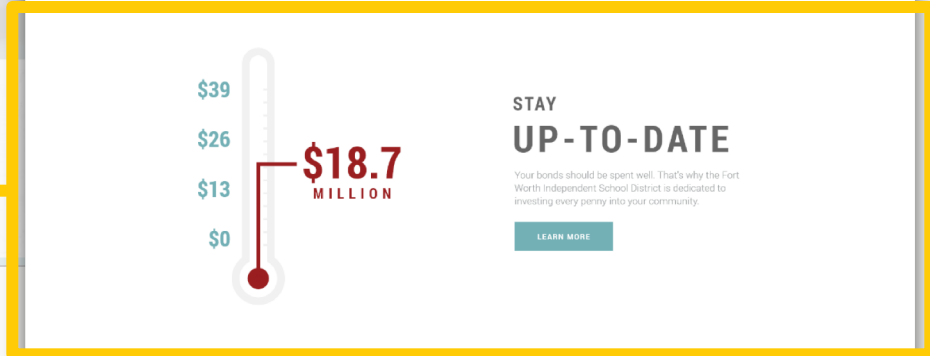 $39
$26
$13
$0
$18.7
MILLION
STAY
UP-TO-DATE
Your bonds should be spent well. That's why the Fort
Worth Independent School District is dedicated to
investing every penny into your community.
LEARN MORE